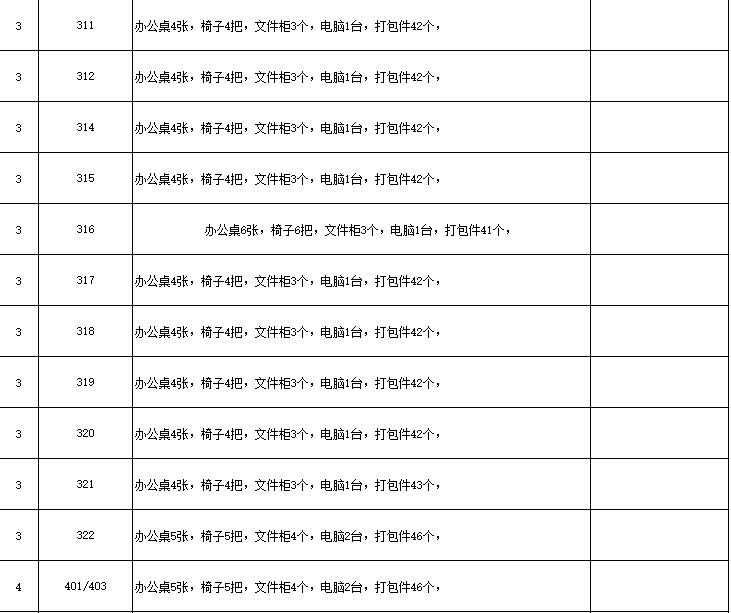 3 311 办公桌4张，椅子4把，文件柜3个，电脑1台，打包件42个，
3 312 办公桌4张，椅子4把，文件柜3个，电脑1台，打包件42个，
3 314 办公桌4张，椅子4把，文件柜3个，电脑1台，打包件42个，
3 315 办公桌4张，椅子4把，文件柜3个，电脑1台，打包件42个，
3 316 办公桌6张，椅子6把，文件柜3个，电脑1台，打包件41个，
3 317 办公桌4张，椅子4把，文件柜3个，电脑1台，打包件42个，
3 318 办公桌4张，椅子4把，文件柜3个，电脑1台，打包件42个，
3 319 办公桌4张，椅子4把，文件柜3个，电脑1台，打包件42个，
3 320 办公桌4张，椅子4把，文件柜3个，电脑1台，打包件42个，
3 321 办公桌4张，椅子4把，文件柜3个，电脑1台，打包件43个，
3 322 办公桌5张，椅子5把，文件柜4个，电脑2台，打包件46个，
4 401/403 办公桌5张，椅子5把，文件柜4个，电脑2台，打包件46个，